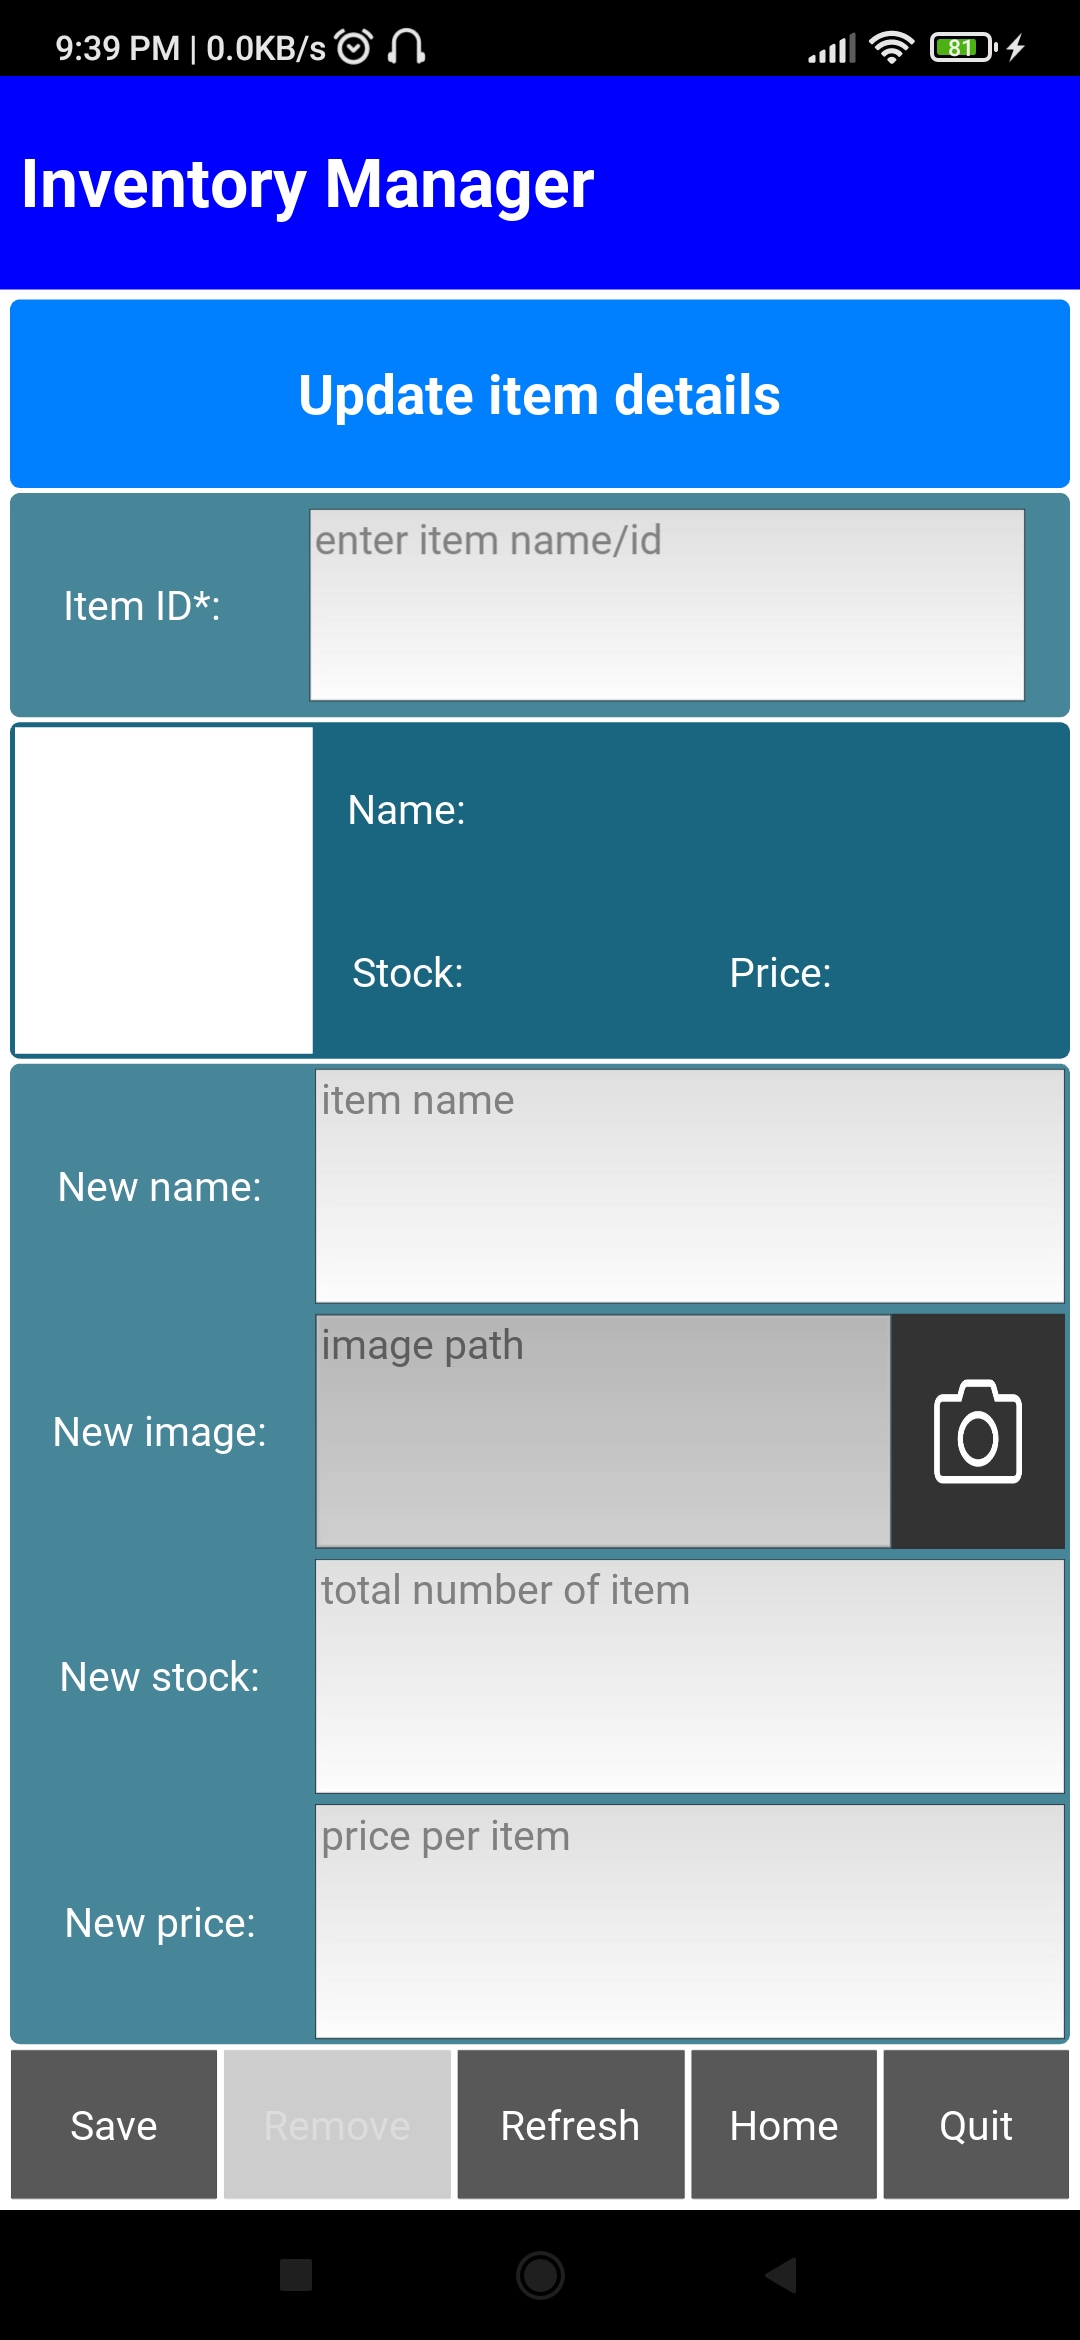 9:39 PM | 0.0KB/s 81
Inventory Manager
Update item details
Item ID*: enter item name/id
Name:
Stock: Price:
New name: item name
New image: image path
New stock: total number of item
New price: price per item
Save Remove Refresh Home Quit